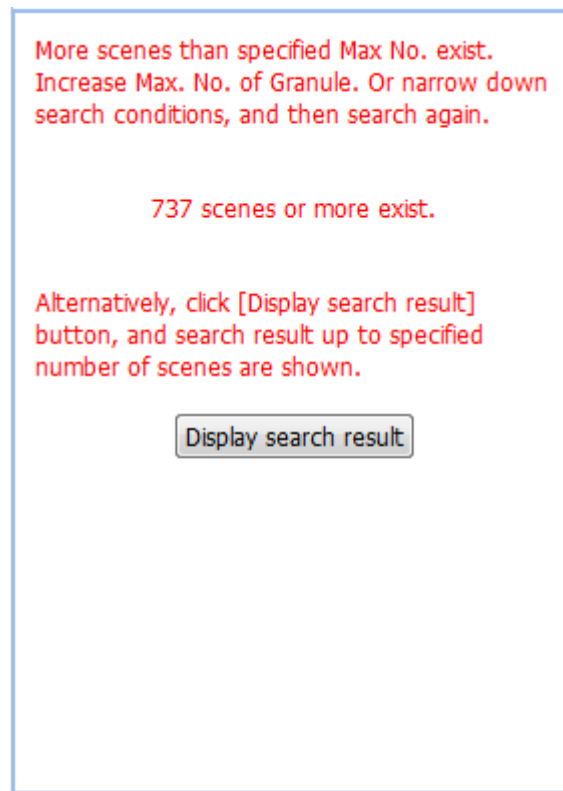 More scenes than specified Max No. exist.
Increase Max. No. of Granule. Or narrow down
search conditions, and then search again.
737 scenes or more exist.
Alternatively, click [Display search result]
button, and search result up to specified
number of scenes are shown.
Display search result